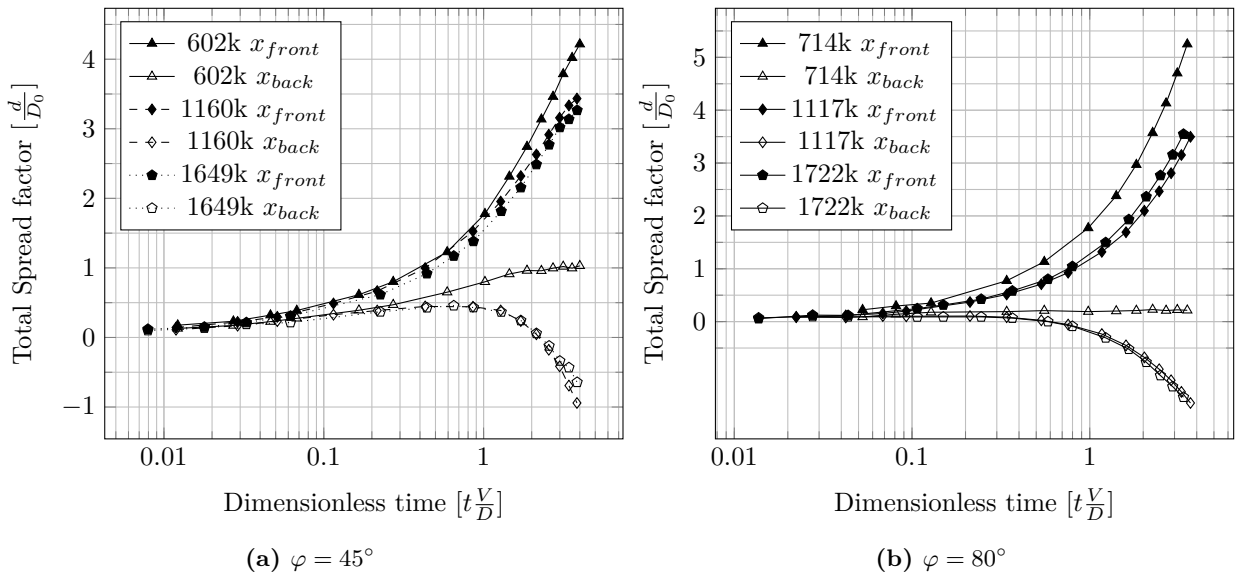 4
3
2
1
0
−1
0.01 0.1 1
Total Spread factor [d/D₀]
Dimensionless time [t V/D]
602k x_front
602k x_back
1160k x_front
1160k x_back
1649k x_front
1649k x_back
(a) φ = 45°
5
4
3
2
1
0
0.01 0.1 1
Total Spread factor [d/D₀]
Dimensionless time [t V/D]
714k x_front
714k x_back
1117k x_front
1117k x_back
1722k x_front
1722k x_back
(b) φ = 80°